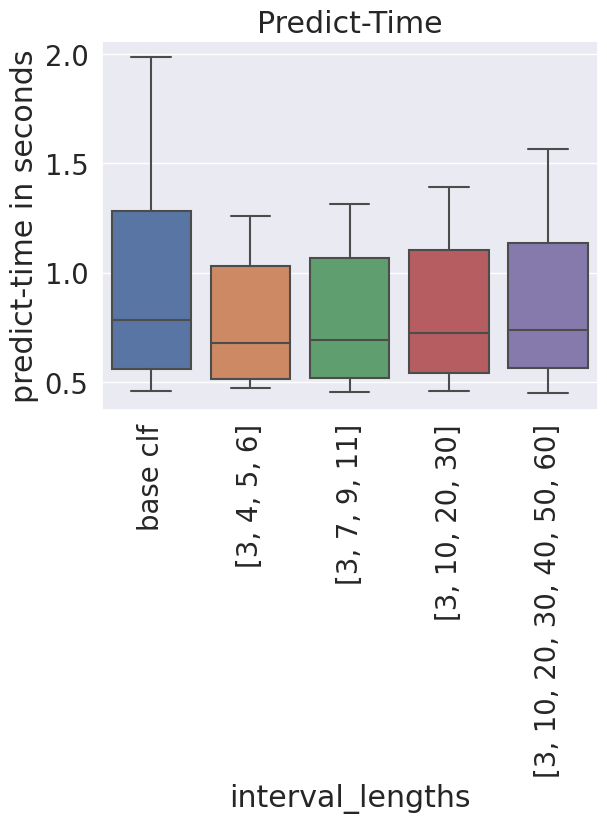 Predict-Time
predict-time in seconds
2.0
1.5
1.0
0.5
base clf
[3, 4, 5, 6]
[3, 7, 9, 11]
[3, 10, 20, 30]
[3, 10, 20, 30, 40, 50, 60]
interval_lengths